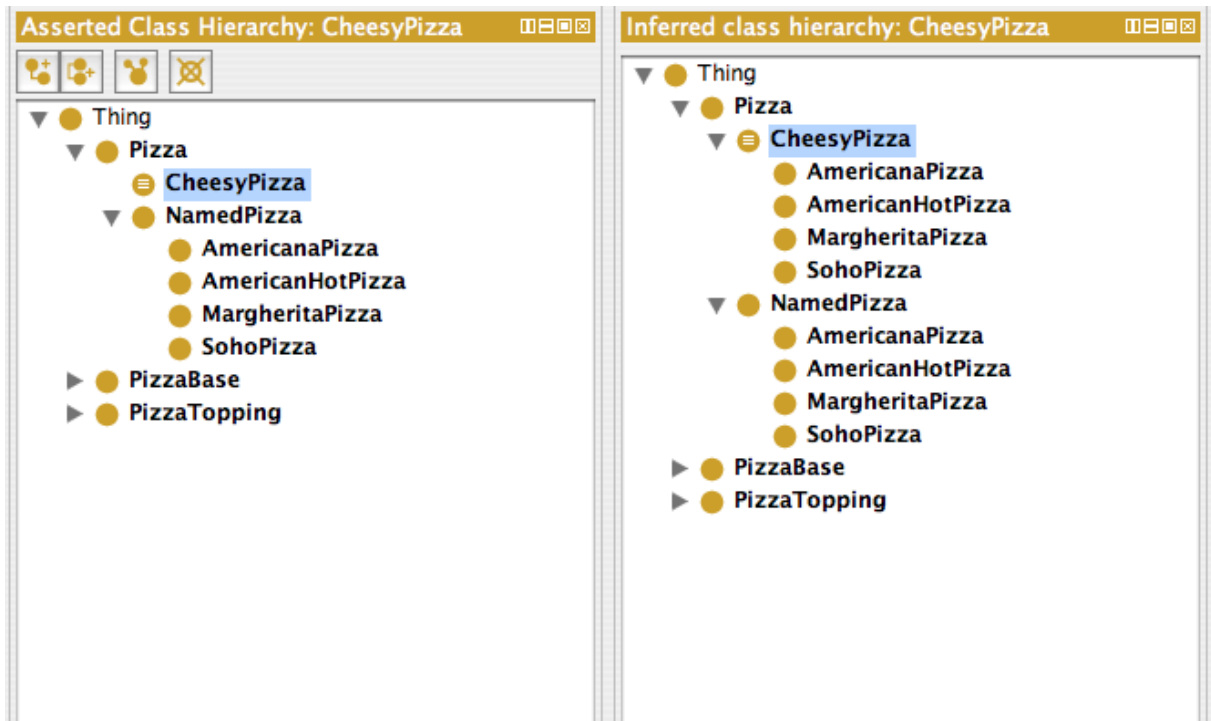 Asserted Class Hierarchy: CheesyPizza
Thing
Pizza
CheesyPizza
NamedPizza
AmericanaPizza
AmericanHotPizza
MargheritaPizza
SohoPizza
PizzaBase
PizzaTopping
Inferred class hierarchy: CheesyPizza
Thing
Pizza
CheesyPizza
AmericanaPizza
AmericanHotPizza
MargheritaPizza
SohoPizza
NamedPizza
AmericanaPizza
AmericanHotPizza
MargheritaPizza
SohoPizza
PizzaBase
PizzaTopping